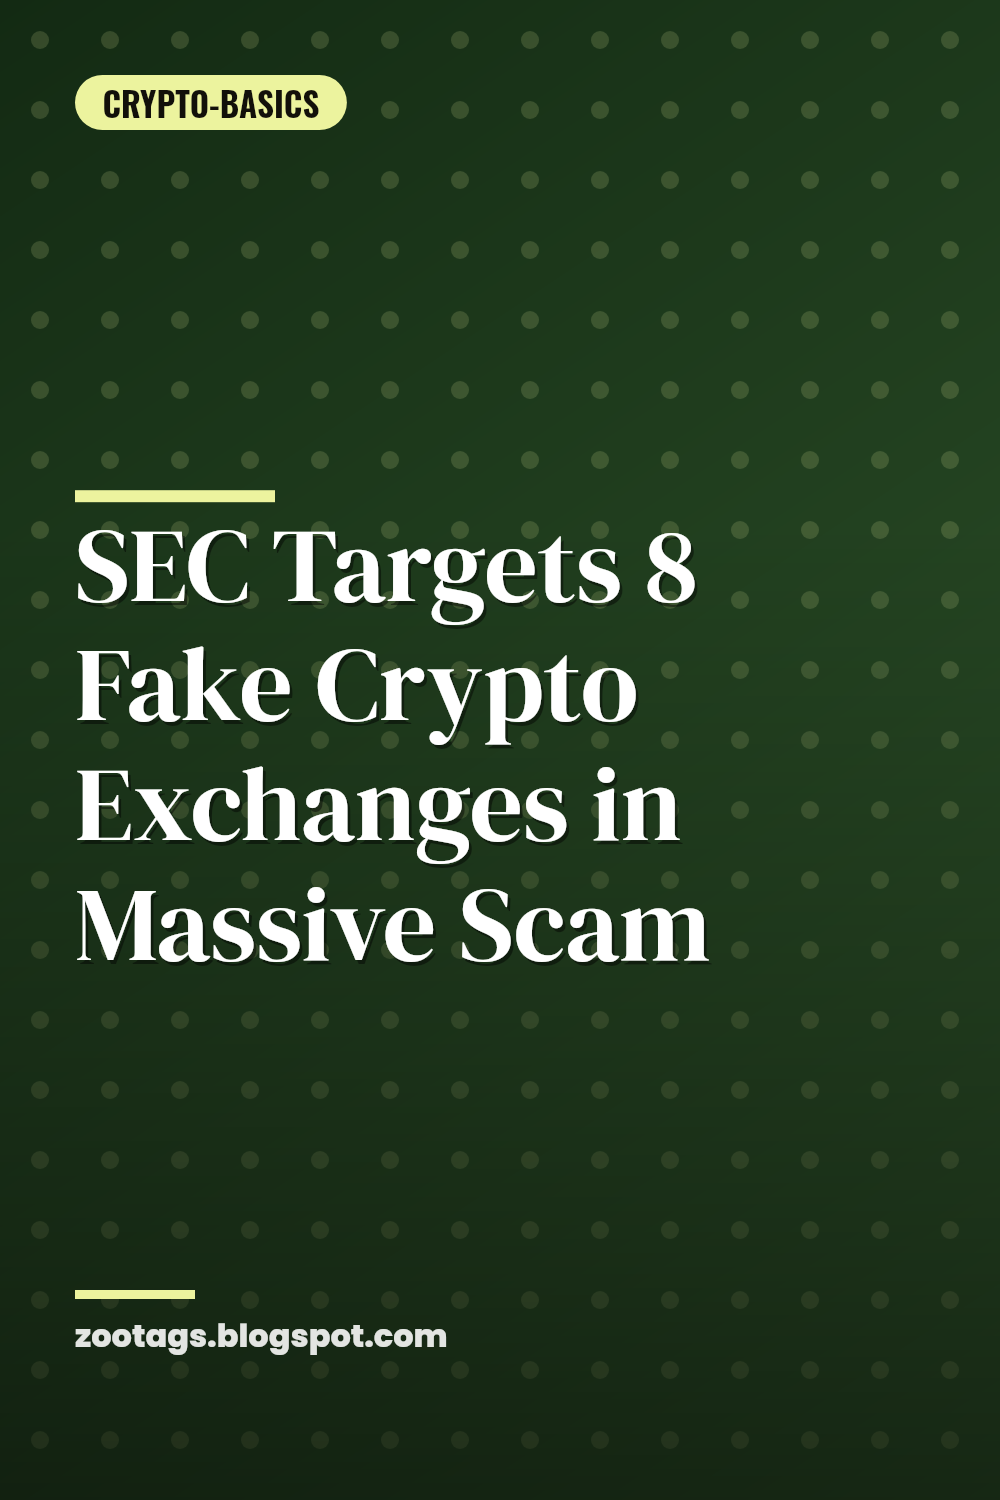 CRYPTO-BASICS
SEC Targets 8
Fake Crypto
Exchanges in
Massive Scam
zootags.blogspot.com